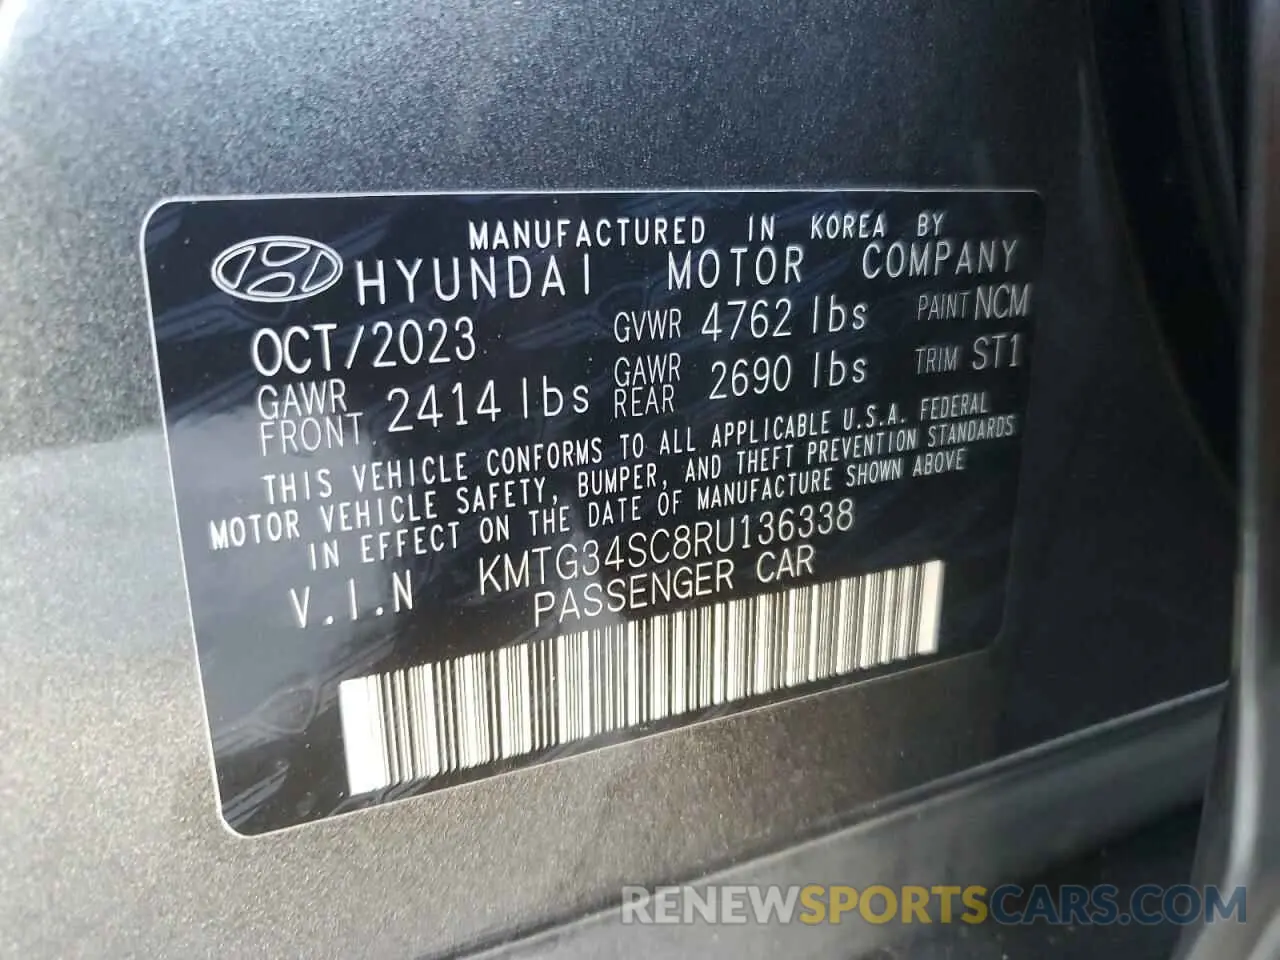 MANUFACTURED IN KOREA BY
HYUNDAI MOTOR COMPANY
OCT/2023 GVWR 4762 lbs PAINT NCM
GAWR FRONT 2414 lbs GAWR REAR 2690 lbs TRIM ST1
THIS VEHICLE CONFORMS TO ALL APPLICABLE U.S.A. FEDERAL
MOTOR VEHICLE SAFETY, BUMPER, AND THEFT PREVENTION STANDARDS
IN EFFECT ON THE DATE OF MANUFACTURE SHOWN ABOVE
V.I.N KMTG34SC8RU136338
PASSENGER CAR
RENEWSPORTSCARS.COM